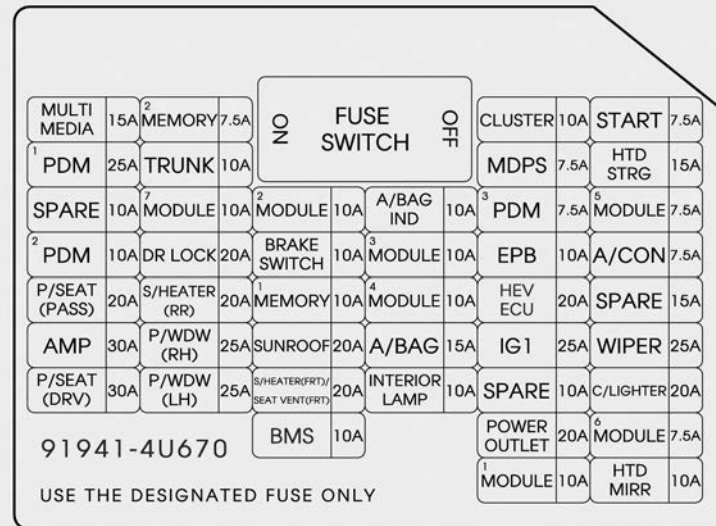 MULTI MEDIA 15A 2 MEMORY 7.5A ON FUSE SWITCH OFF CLUSTER 10A START 7.5A
1 PDM 25A TRUNK 10A MDPS 7.5A HTD STRG 15A
SPARE 10A 7 MODULE 10A 2 MODULE 10A A/BAG IND 10A 3 PDM 7.5A 5 MODULE 7.5A
2 PDM 10A DR LOCK 20A BRAKE SWITCH 10A 3 MODULE 10A EPB 10A A/CON 7.5A
P/SEAT (PASS) 20A S/HEATER (RR) 20A 1 MEMORY 10A 4 MODULE 10A HEV ECU 20A SPARE 15A
AMP 30A P/WDW (RH) 25A SUNROOF 20A A/BAG 15A IG1 25A WIPER 25A
P/SEAT (DRV) 30A P/WDW (LH) 25A S/HEATER(FRT)/ SEAT VENT(FRT) 20A INTERIOR LAMP 10A SPARE 10A C/LIGHTER 20A
91941-4U670 BMS 10A POWER OUTLET 20A 6 MODULE 7.5A
1 MODULE 10A HTD MIRR 10A
USE THE DESIGNATED FUSE ONLY